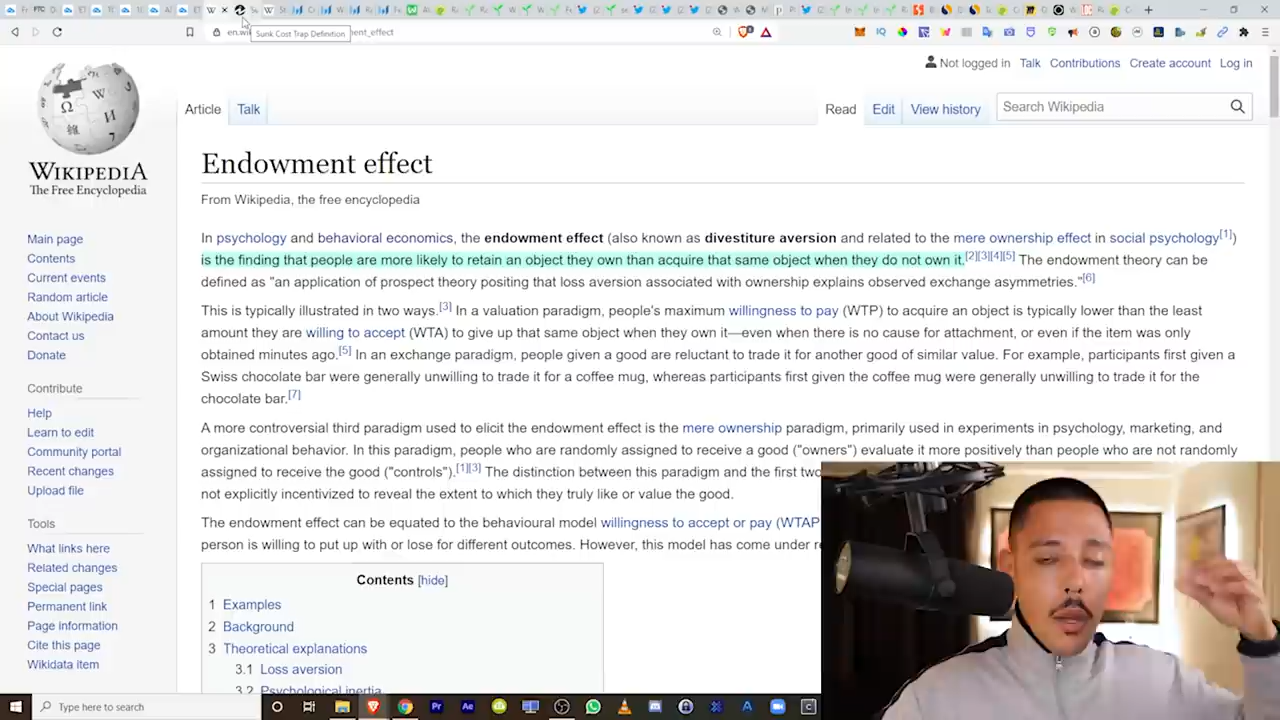 Sunk Cost Trap Definition
ment_effect
Not logged in Talk Contributions Create account Log in
Article Talk Read Edit View history Search Wikipedia
WIKIPEDIA
The Free Encyclopedia
Endowment effect
From Wikipedia, the free encyclopedia
In psychology and behavioral economics, the endowment effect (also known as divestiture aversion and related to the mere ownership effect in social psychology[1])
is the finding that people are more likely to retain an object they own than acquire that same object when they do not own it.[2][3][4][5] The endowment theory can be
defined as "an application of prospect theory positing that loss aversion associated with ownership explains observed exchange asymmetries."[6]
This is typically illustrated in two ways.[3] In a valuation paradigm, people's maximum willingness to pay (WTP) to acquire an object is typically lower than the least
amount they are willing to accept (WTA) to give up that same object when they own it—even when there is no cause for attachment, or even if the item was only
obtained minutes ago.[5] In an exchange paradigm, people given a good are reluctant to trade it for another good of similar value. For example, participants first given a
Swiss chocolate bar were generally unwilling to trade it for a coffee mug, whereas participants first given the coffee mug were generally unwilling to trade it for the
chocolate bar.[7]
A more controversial third paradigm used to elicit the endowment effect is the mere ownership paradigm, primarily used in experiments in psychology, marketing, and
organizational behavior. In this paradigm, people who are randomly assigned to receive a good ("owners") evaluate it more positively than people who are not randomly
assigned to receive the good ("controls").[1][3] The distinction between this paradigm and the first two
not explicitly incentivized to reveal the extent to which they truly like or value the good.
The endowment effect can be equated to the behavioural model willingness to accept or pay (WTAP
person is willing to put up with or lose for different outcomes. However, this model has come under
Contents [hide]
1 Examples
2 Background
3 Theoretical explanations
3.1 Loss aversion
3.2 Psychological inertia
Main page
Contents
Current events
Random article
About Wikipedia
Contact us
Donate
Contribute
Help
Learn to edit
Community portal
Recent changes
Upload file
Tools
What links here
Related changes
Special pages
Permanent link
Page information
Cite this page
Wikidata item
Type here to search